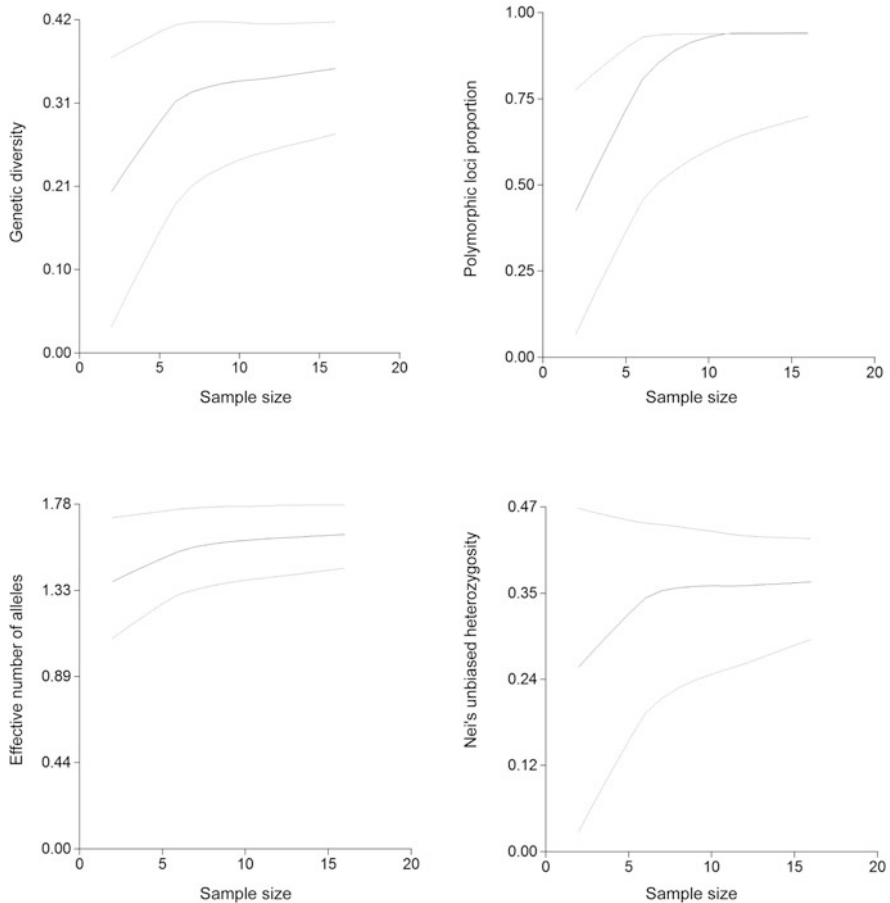 Genetic diversity
0.42
0.31
0.21
0.10
0.00
0 5 10 15 20
Sample size
Polymorphic loci proportion
1.00
0.75
0.50
0.25
0.00
0 5 10 15 20
Sample size
Effective number of alleles
1.78
1.33
0.89
0.44
0.00
0 5 10 15 20
Sample size
Nei's unbiased heterozygosity
0.47
0.35
0.24
0.12
0.00
0 5 10 15 20
Sample size